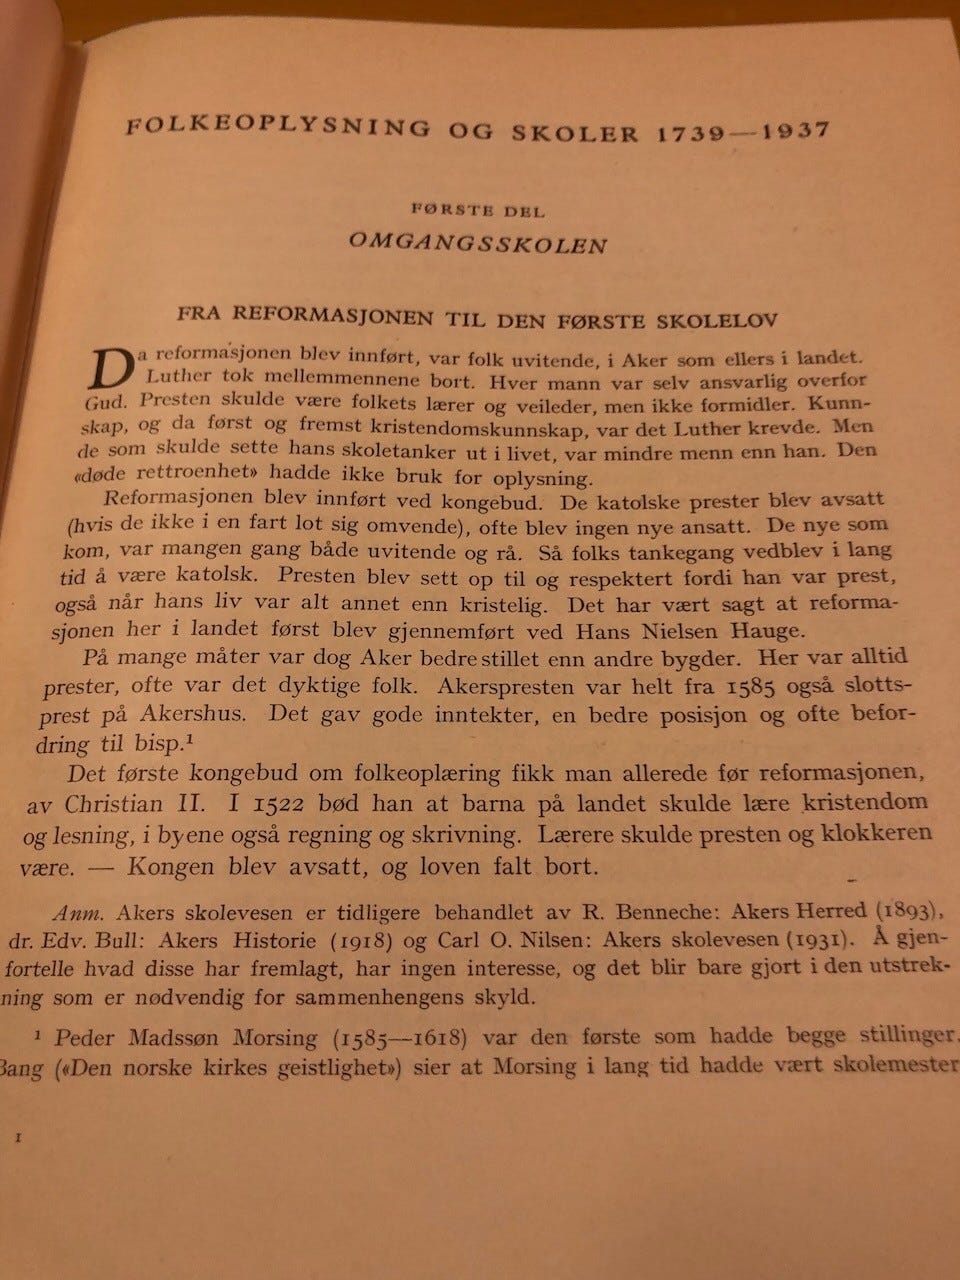 FOLKEOPLYSNING OG SKOLER 1739—1937
FØRSTE DEL
OMGANGSSKOLEN
FRA REFORMASJONEN TIL DEN FØRSTE SKOLELOV
Da reformasjonen blev innført, var folk uvitende, i Aker som ellers i landet.
Luther tok mellemmennene bort. Hver mann var selv ansvarlig overfor
Gud. Presten skulde være folkets lærer og veileder, men ikke formidler. Kunn-
skap, og da først og fremst kristendomskunnskap, var det Luther krevde. Men
de som skulde sette hans skoletanker ut i livet, var mindre menn enn han. Den
«døde rettroenhet» hadde ikke bruk for oplysning.
Reformasjonen blev innført ved kongebud. De katolske prester blev avsatt
(hvis de ikke i en fart lot sig omvende), ofte blev ingen nye ansatt. De nye som
kom, var mangen gang både uvitende og rå. Så folks tankegang vedblev i lang
tid å være katolsk. Presten blev sett op til og respektert fordi han var prest,
også når hans liv var alt annet enn kristelig. Det har vært sagt at reforma-
sjonen her i landet først blev gjennemført ved Hans Nielsen Hauge.
På mange måter var dog Aker bedre stillet enn andre bygder. Her var alltid
prester, ofte var det dyktige folk. Akerspresten var helt fra 1585 også slotts-
prest på Akershus. Det gav gode inntekter, en bedre posisjon og ofte befor-
dring til bisp.¹
Det første kongebud om folkeoplæring fikk man allerede før reformasjonen,
av Christian II. I 1522 bød han at barna på landet skulde lære kristendom
og lesning, i byene også regning og skrivning. Lærere skulde presten og klokkeren
være. — Kongen blev avsatt, og loven falt bort.
Anm. Akers skolevesen er tidligere behandlet av R. Benneche: Akers Herred (1893),
dr. Edv. Bull: Akers Historie (1918) og Carl O. Nilsen: Akers skolevesen (1931). Å gjen-
fortelle hvad disse har fremlagt, har ingen interesse, og det blir bare gjort i den utstrek-
ning som er nødvendig for sammenhengens skyld.
¹ Peder Madssøn Morsing (1585—1618) var den første som hadde begge stillinger.
Bang («Den norske kirkes geistlighet») sier at Morsing i lang tid hadde vært skolemester
1